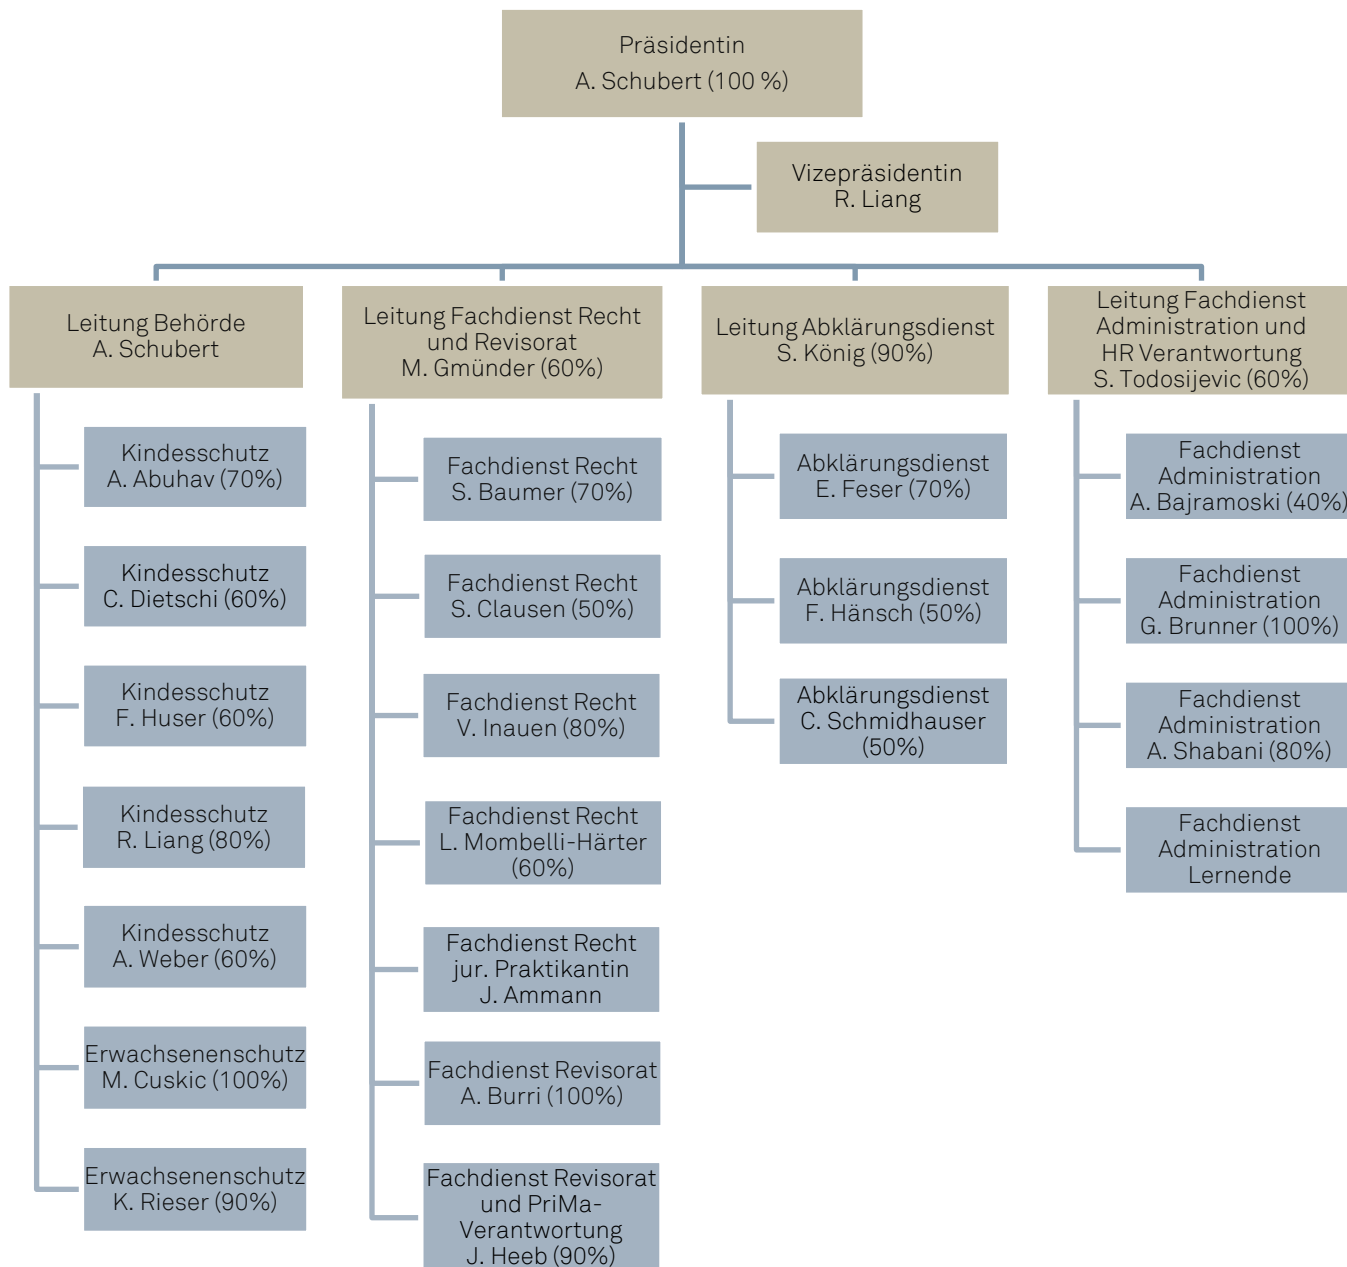 Präsidentin
A. Schubert (100 %)
Vizepräsidentin
R. Liang
Leitung Behörde
A. Schubert
Kindesschutz
A. Abuhav (70%)
Kindesschutz
C. Dietschi (60%)
Kindesschutz
F. Huser (60%)
Kindesschutz
R. Liang (80%)
Kindesschutz
A. Weber (60%)
Erwachsenenschutz
M. Cuskic (100%)
Erwachsenenschutz
K. Rieser (90%)
Leitung Fachdienst Recht
und Revisorat
M. Gmünder (60%)
Fachdienst Recht
S. Baumer (70%)
Fachdienst Recht
S. Clausen (50%)
Fachdienst Recht
V. Inauen (80%)
Fachdienst Recht
L. Mombelli-Härter
(60%)
Fachdienst Recht
jur. Praktikantin
J. Ammann
Fachdienst Revisorat
A. Burri (100%)
Fachdienst Revisorat
und PriMa-
Verantwortung
J. Heeb (90%)
Leitung Abklärungsdienst
S. König (90%)
Abklärungsdienst
E. Feser (70%)
Abklärungsdienst
F. Hänsch (50%)
Abklärungsdienst
C. Schmidhauser
(50%)
Leitung Fachdienst
Administration und
HR Verantwortung
S. Todosijevic (60%)
Fachdienst
Administration
A. Bajramoski (40%)
Fachdienst
Administration
G. Brunner (100%)
Fachdienst
Administration
A. Shabani (80%)
Fachdienst
Administration
Lernende